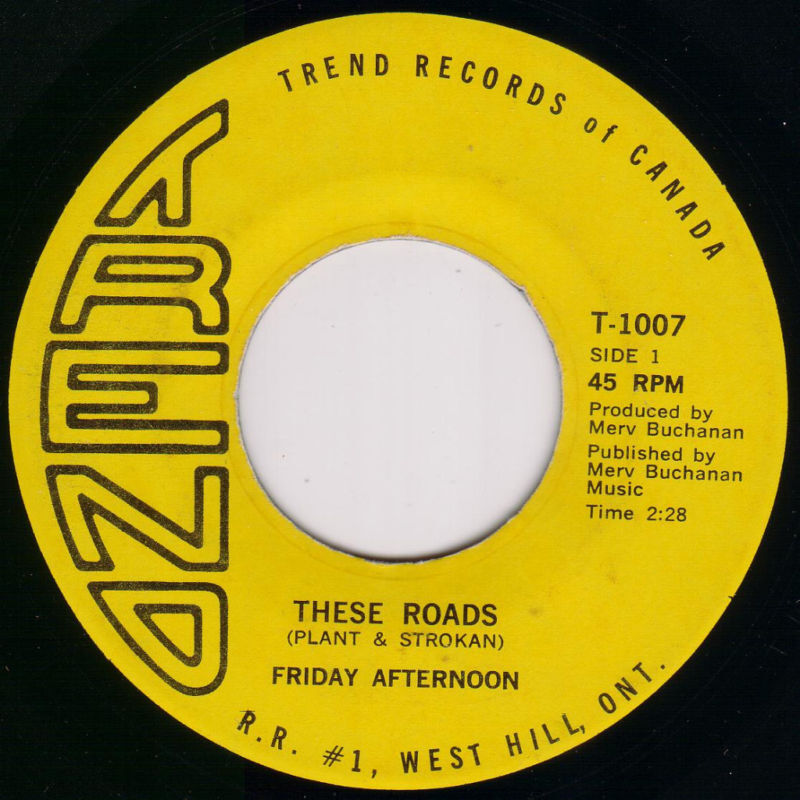 TREND RECORDS of CANADA
TREND
T-1007
SIDE 1
45 RPM
Produced by
Merv Buchanan
Published by
Merv Buchanan
Music
Time 2:28
THESE ROADS
(PLANT & STROKAN)
FRIDAY AFTERNOON
R.R. #1, WEST HILL, ONT.